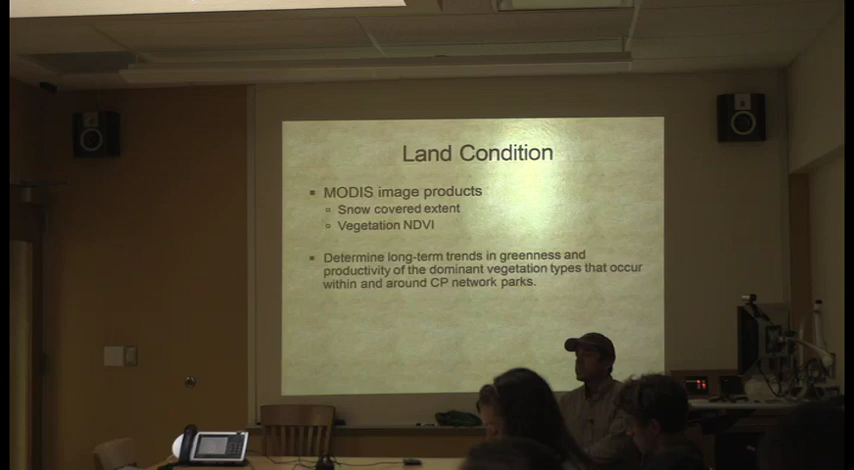 Land Condition
MODIS image products
Snow covered extent
Vegetation NDVI
Determine long-term trends in greenness and
productivity of the dominant vegetation types that occur
within and around CP network parks.